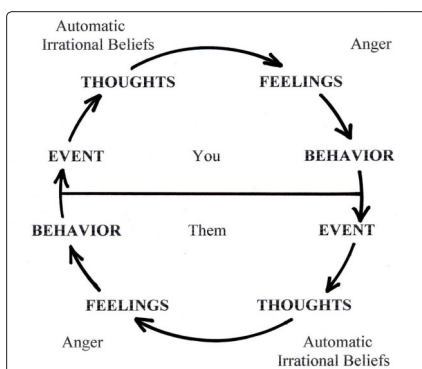 Automatic
Irrational Beliefs
Anger
THOUGHTS
FEELINGS
EVENT
You
BEHAVIOR
BEHAVIOR
Them
EVENT
FEELINGS
THOUGHTS
Anger
Automatic
Irrational Beliefs